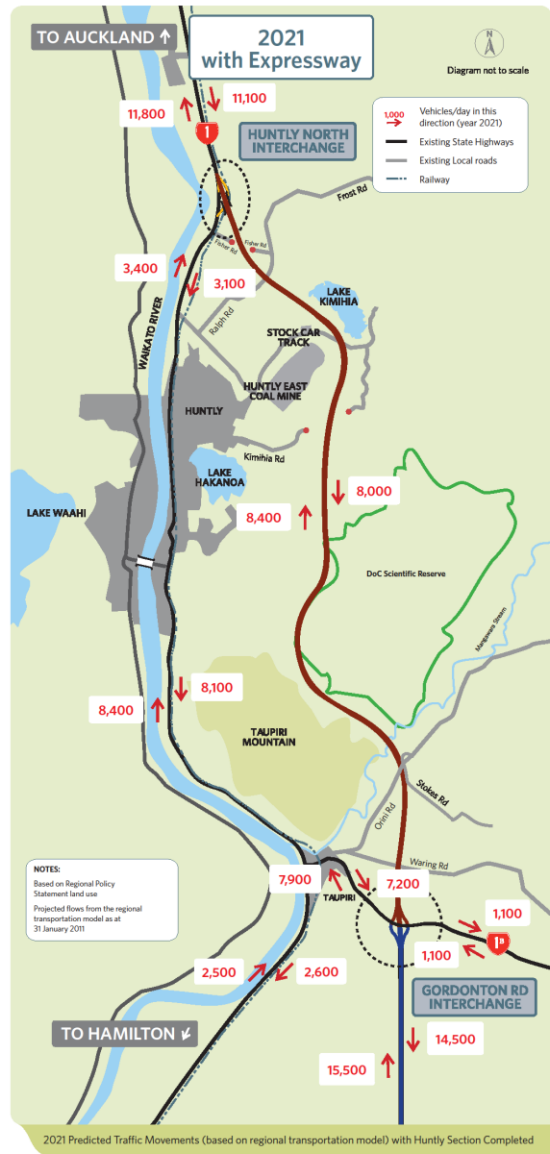 TO AUCKLAND ↑
2021
with Expressway
N
Diagram not to scale
11,800
11,100
1
HUNTLY NORTH
INTERCHANGE
1,000
Vehicles/day in this
direction (year 2021)
Existing State Highways
Existing Local roads
Railway
Frost Rd
Fisher Rd
Fisher Rd
3,400
3,100
WAIKATO RIVER
Ralph Rd
LAKE
KIMIHIA
STOCK CAR
TRACK
HUNTLY EAST
COAL MINE
HUNTLY
Kimihia Rd
LAKE
HAKANOA
LAKE WAAHI
8,000
8,400
DoC Scientific Reserve
Mangawara Stream
8,100
8,400
TAUPIRI
MOUNTAIN
Stokes Rd
Orini Rd
Waring Rd
NOTES:
Based on Regional Policy
Statement land use
Projected flows from the regional
transportation model as at
31 January 2011
7,900
7,200
TAUPIRI
1,100
1,100
1B
2,500
2,600
GORDONTON RD
INTERCHANGE
TO HAMILTON ↙
14,500
15,500
2021 Predicted Traffic Movements (based on regional transportation model) with Huntly Section Completed